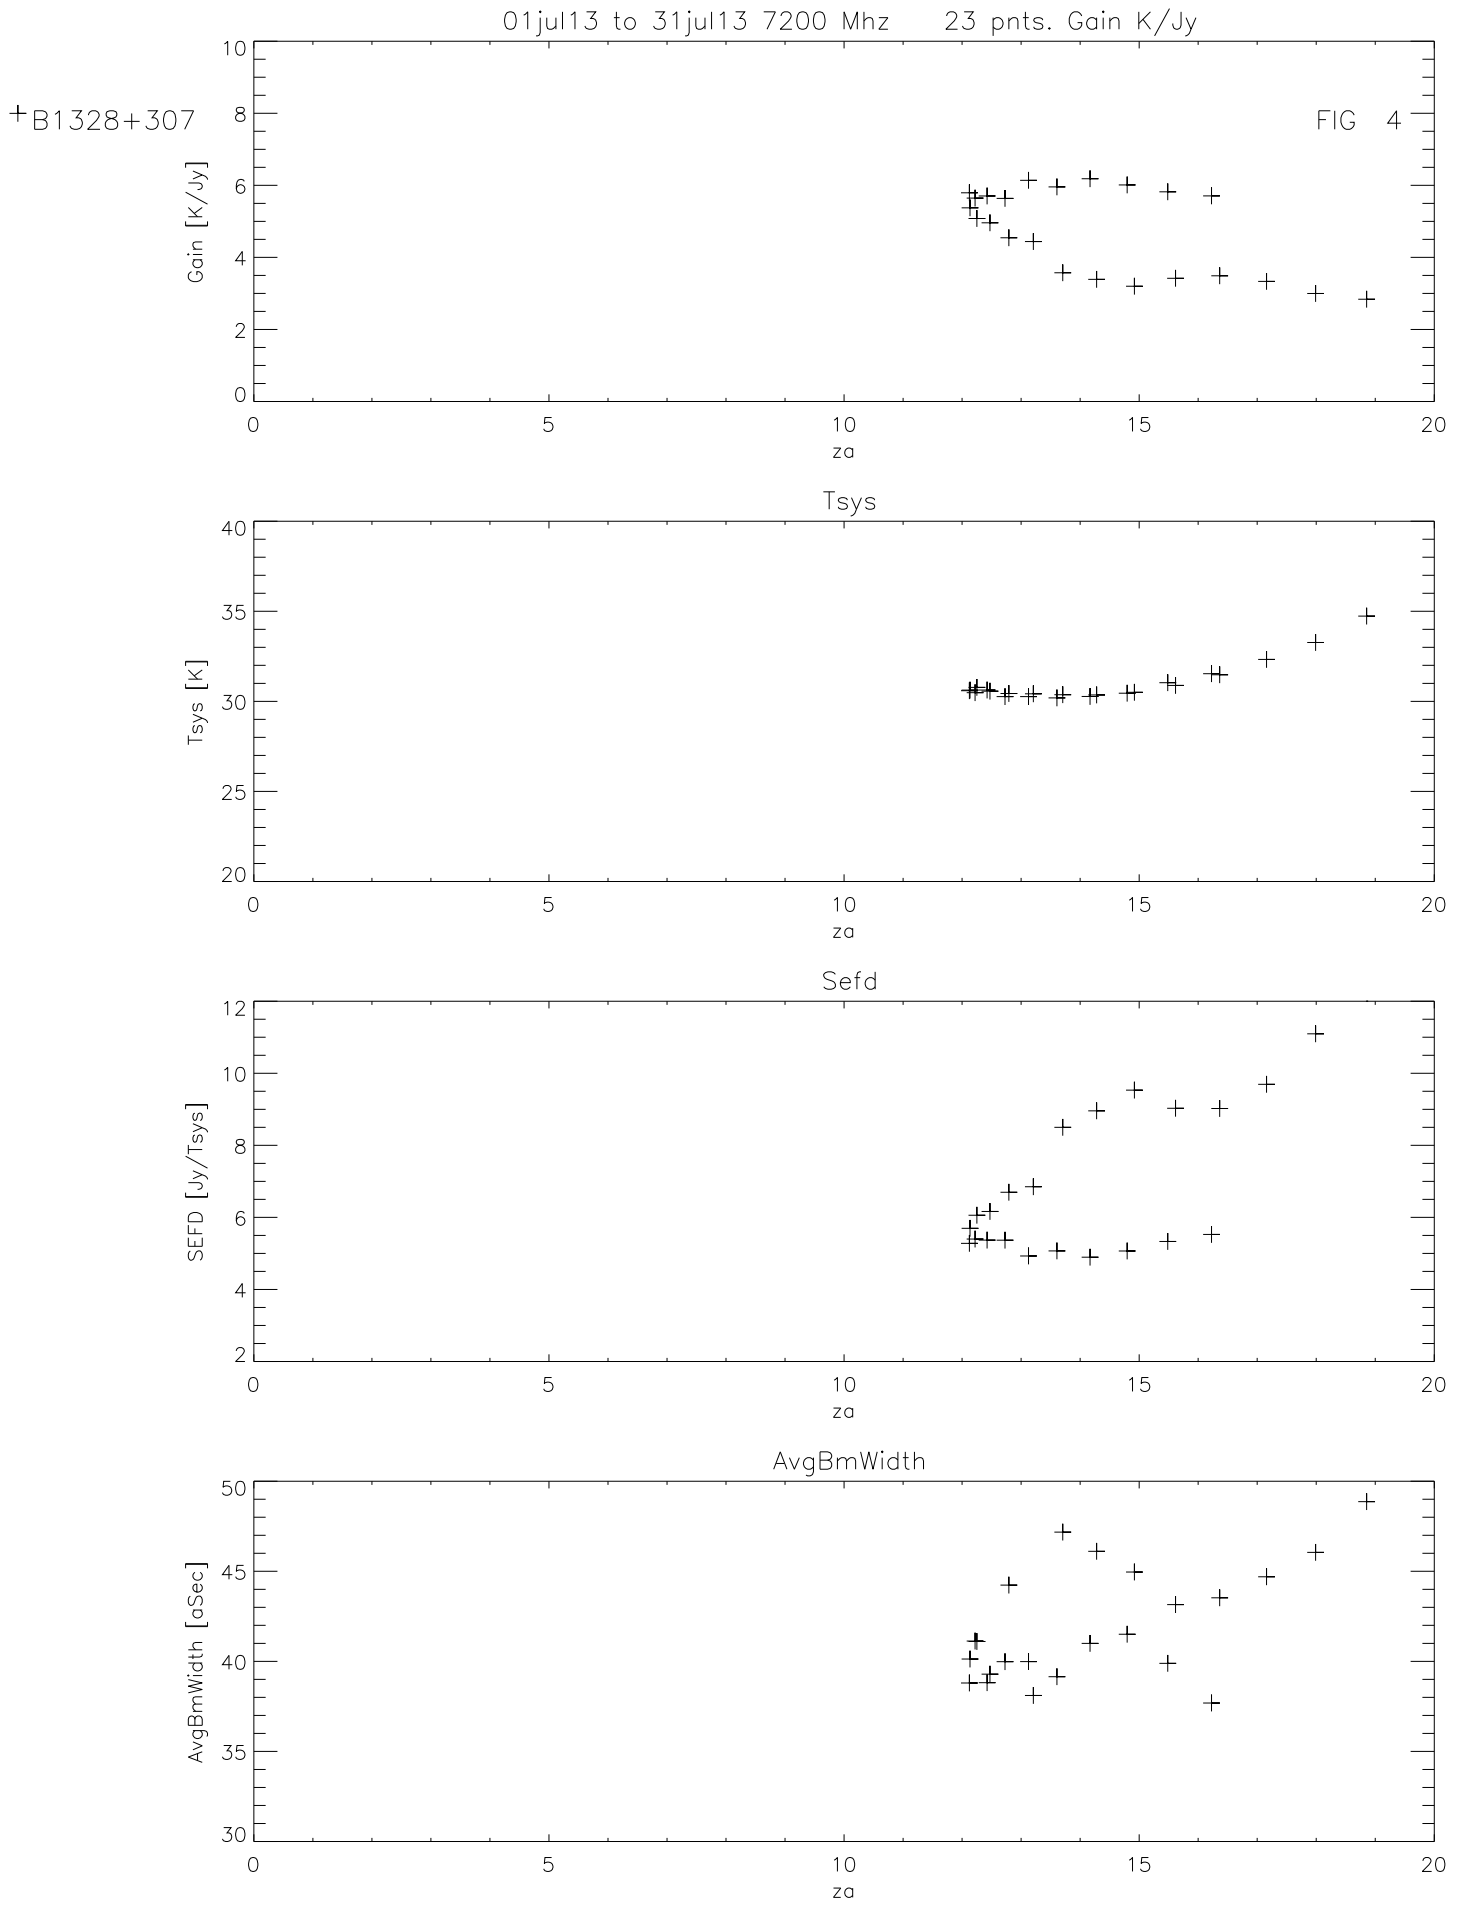 01jul13 to 31jul13 7200 Mhz 23 pnts. Gain K/Jy
+B1328+307
FIG 4
Gain [K/Jy]
10
8
6
4
2
0
0 5 10 15 20
za
Tsys
Tsys [K]
40
35
30
25
20
0 5 10 15 20
za
Sefd
SEFD [Jy/Tsys]
12
10
8
6
4
2
0 5 10 15 20
za
AvgBmWidth
AvgBmWidth [aSec]
50
45
40
35
30
0 5 10 15 20
za